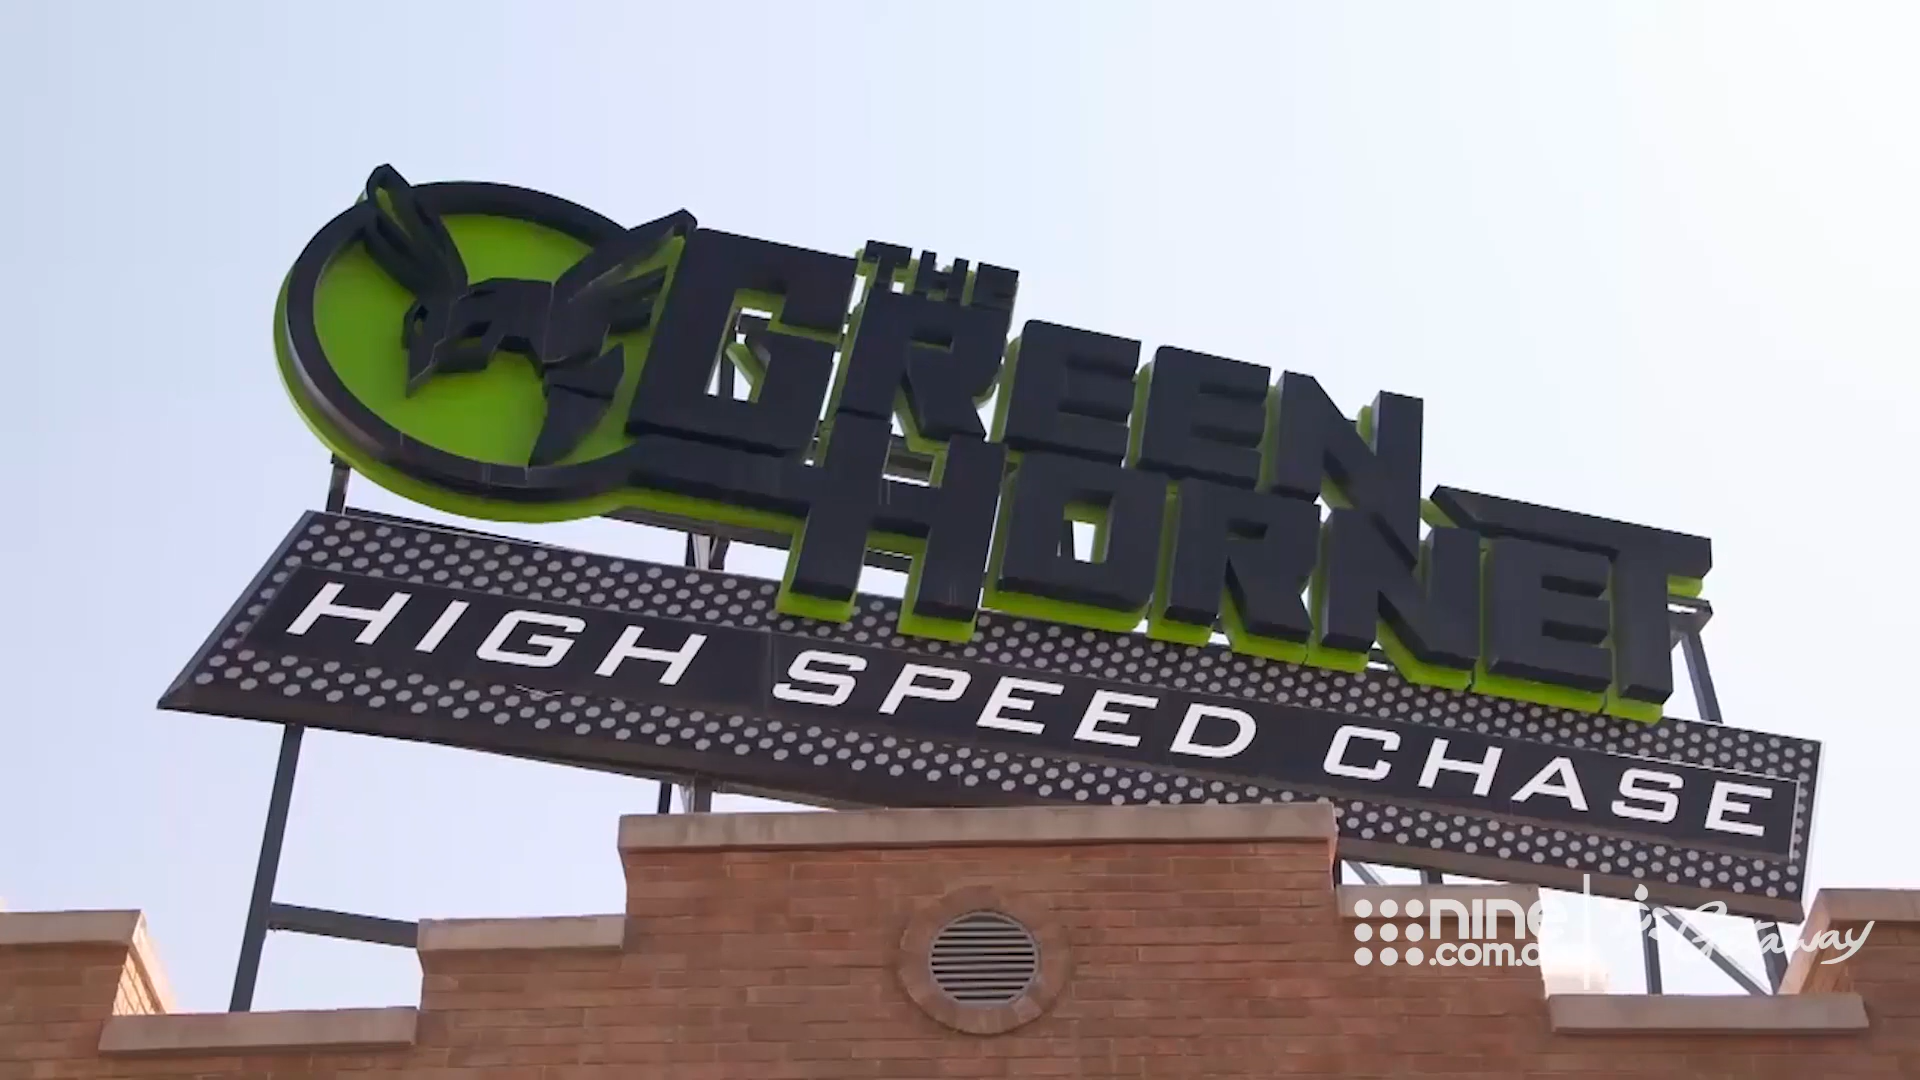 THE
GREEN
HORNET
HIGH SPEED CHASE
nine
.com.au
Getaway